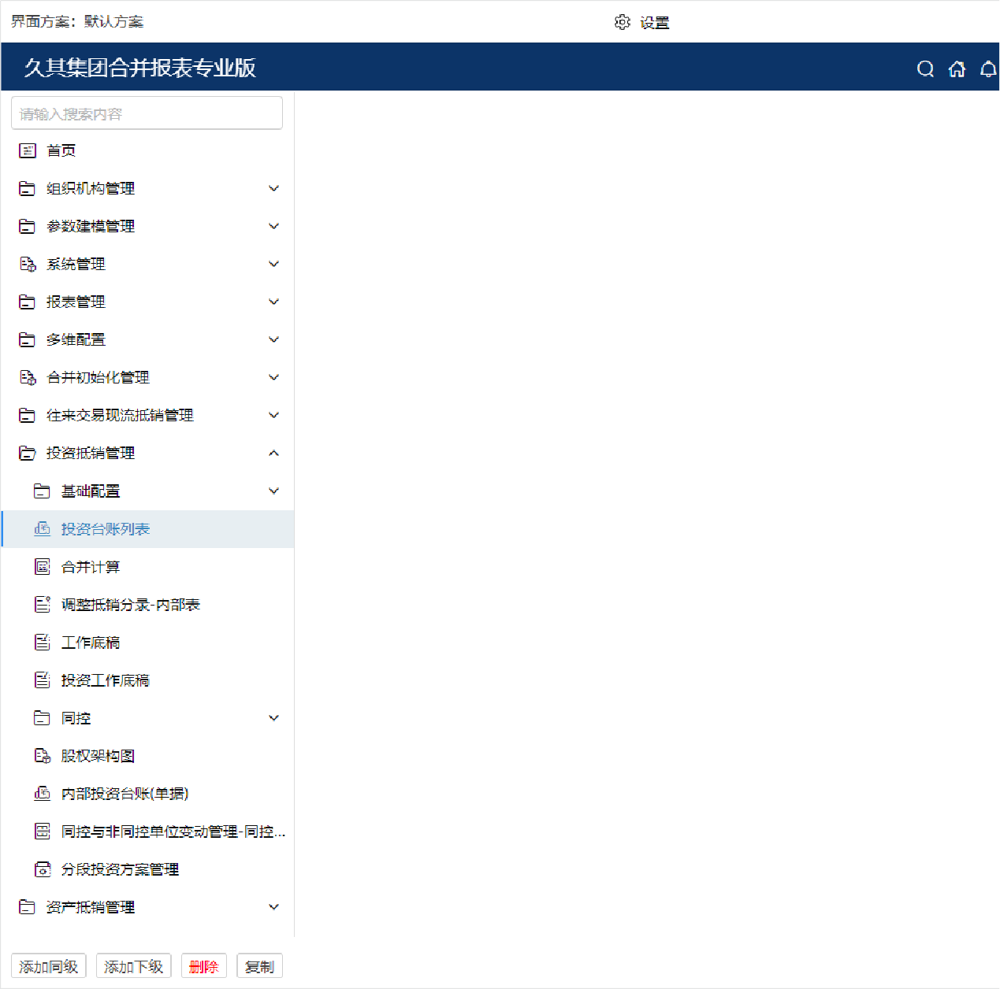 界面方案：默认方案
设置
久其集团合并报表专业版
请输入搜索内容
首页
组织机构管理
参数建模管理
系统管理
报表管理
多维配置
合并初始化管理
往来交易现流抵销管理
投资抵销管理
基础配置
投资台账列表
合并计算
调整抵销分录-内部表
工作底稿
投资工作底稿
同控
股权架构图
内部投资台账(单据)
同控与非同控单位变动管理-同控...
分段投资方案管理
资产抵销管理
添加同级 添加下级 删除 复制